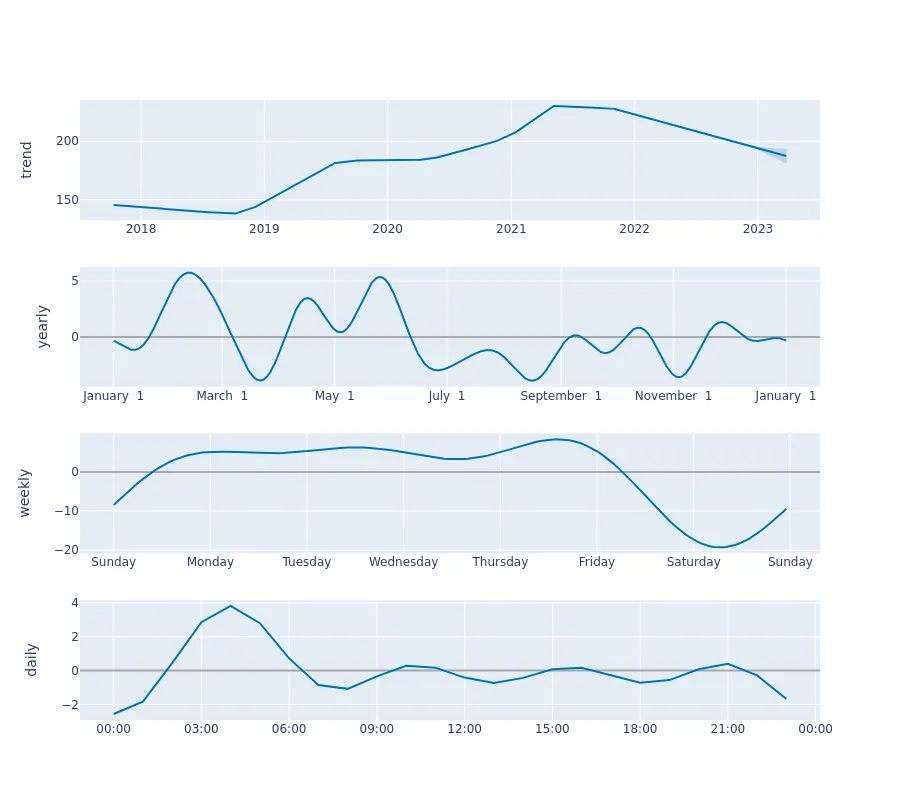 trend
200
150
2018 2019 2020 2021 2022 2023
yearly
5
0
January 1 March 1 May 1 July 1 September 1 November 1 January 1
weekly
0
−10
−20
Sunday Monday Tuesday Wednesday Thursday Friday Saturday Sunday
daily
4
2
0
−2
00:00 03:00 06:00 09:00 12:00 15:00 18:00 21:00 00:00